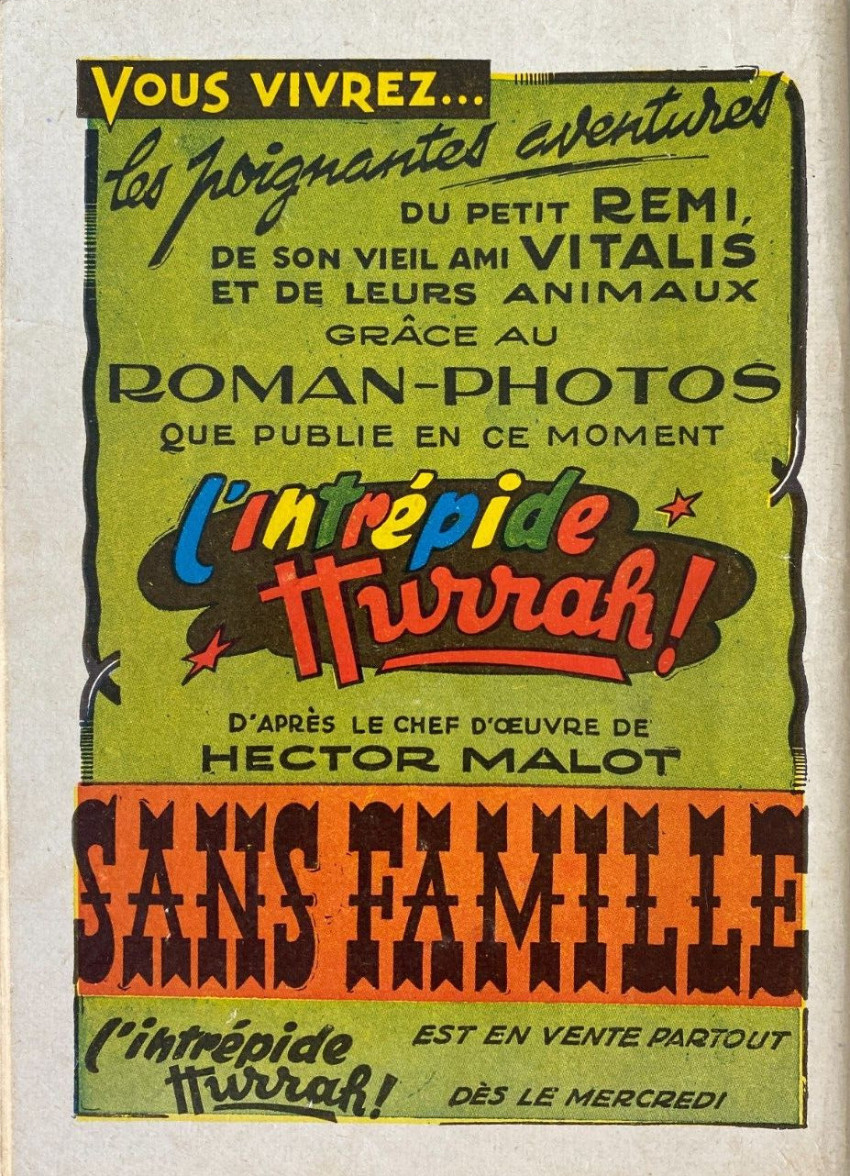 VOUS VIVREZ...
les poignantes aventures
DU PETIT REMI,
DE SON VIEIL AMI VITALIS
ET DE LEURS ANIMAUX
GRÂCE AU
ROMAN-PHOTOS
QUE PUBLIE EN CE MOMENT
l'intrépide
Hurrah!
D'APRÈS LE CHEF D'ŒUVRE DE
HECTOR MALOT
SANS FAMILLE
l'intrépide
Hurrah!
EST EN VENTE PARTOUT
DÈS LE MERCREDI